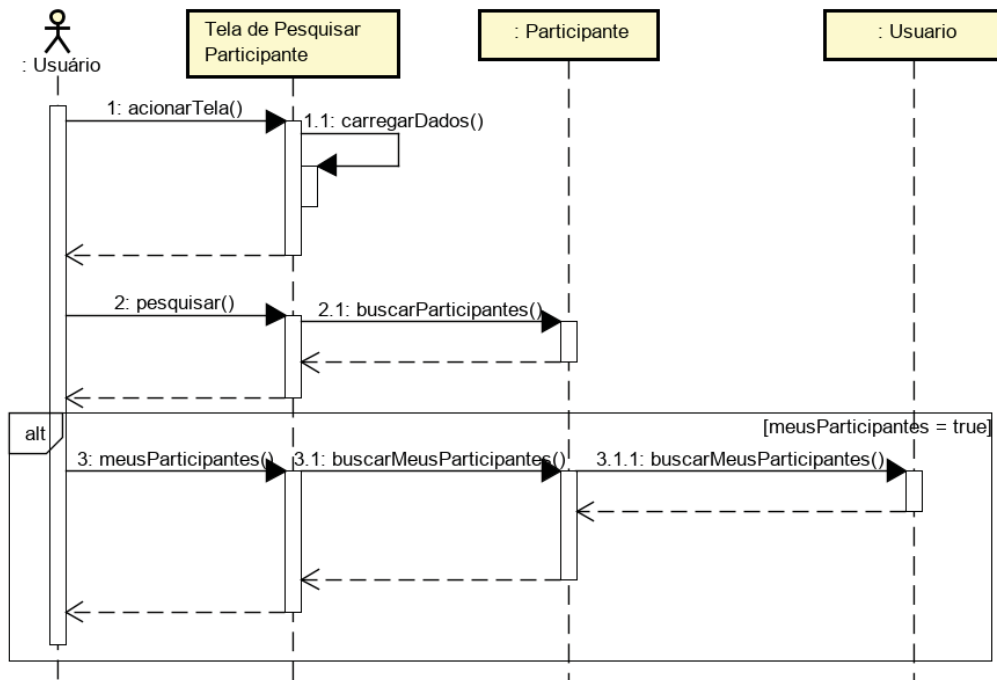 : Usuário
Tela de Pesquisar
Participante
: Participante
: Usuario
1: acionarTela()
1.1: carregarDados()
2: pesquisar()
2.1: buscarParticipantes()
alt
[meusParticipantes = true]
3: meusParticipantes()
3.1: buscarMeusParticipantes()
3.1.1: buscarMeusParticipantes()